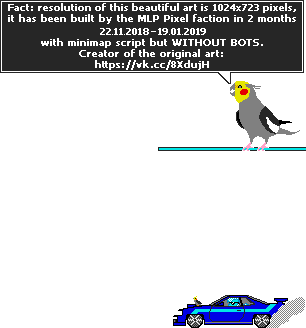 Fact: resolution of this beautiful art is 1024x723 pixels,
it has been built by the MLP Pixel faction in 2 months
22.11.2018-19.01.2019
with minimap script but WITHOUT BOTS.
Creator of the original art:
https://vk.cc/8XdujH